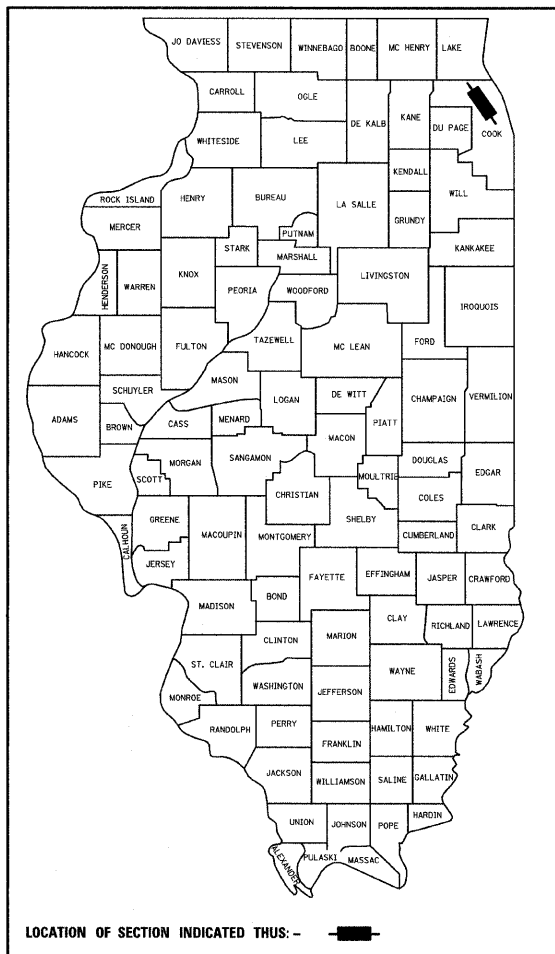 JO DAVIESS STEVENSON WINNEBAGO BOONE MC HENRY LAKE
CARROLL OGLE DE KALB KANE DU PAGE COOK
WHITESIDE LEE
KENDALL WILL
ROCK ISLAND HENRY BUREAU LA SALLE GRUNDY
MERCER PUTNAM KANKAKEE
STARK MARSHALL
HENDERSON WARREN KNOX PEORIA WOODFORD LIVINGSTON IROQUOIS
HANCOCK MC DONOUGH FULTON TAZEWELL MC LEAN FORD
SCHUYLER MASON LOGAN DE WITT CHAMPAIGN VERMILION
ADAMS BROWN CASS MENARD MACON PIATT
PIKE SCOTT MORGAN SANGAMON MOULTRIE DOUGLAS EDGAR
CHRISTIAN COLES
CALHOUN GREENE MACOUPIN MONTGOMERY SHELBY CUMBERLAND CLARK
JERSEY FAYETTE EFFINGHAM JASPER CRAWFORD
MADISON BOND
CLAY RICHLAND LAWRENCE
CLINTON MARION
ST. CLAIR WAYNE EDWARDS WABASH
WASHINGTON JEFFERSON
MONROE
RANDOLPH PERRY HAMILTON WHITE
FRANKLIN
JACKSON WILLIAMSON SALINE GALLATIN
UNION JOHNSON POPE HARDIN
ALEXANDER PULASKI MASSAC
LOCATION OF SECTION INDICATED THUS: -